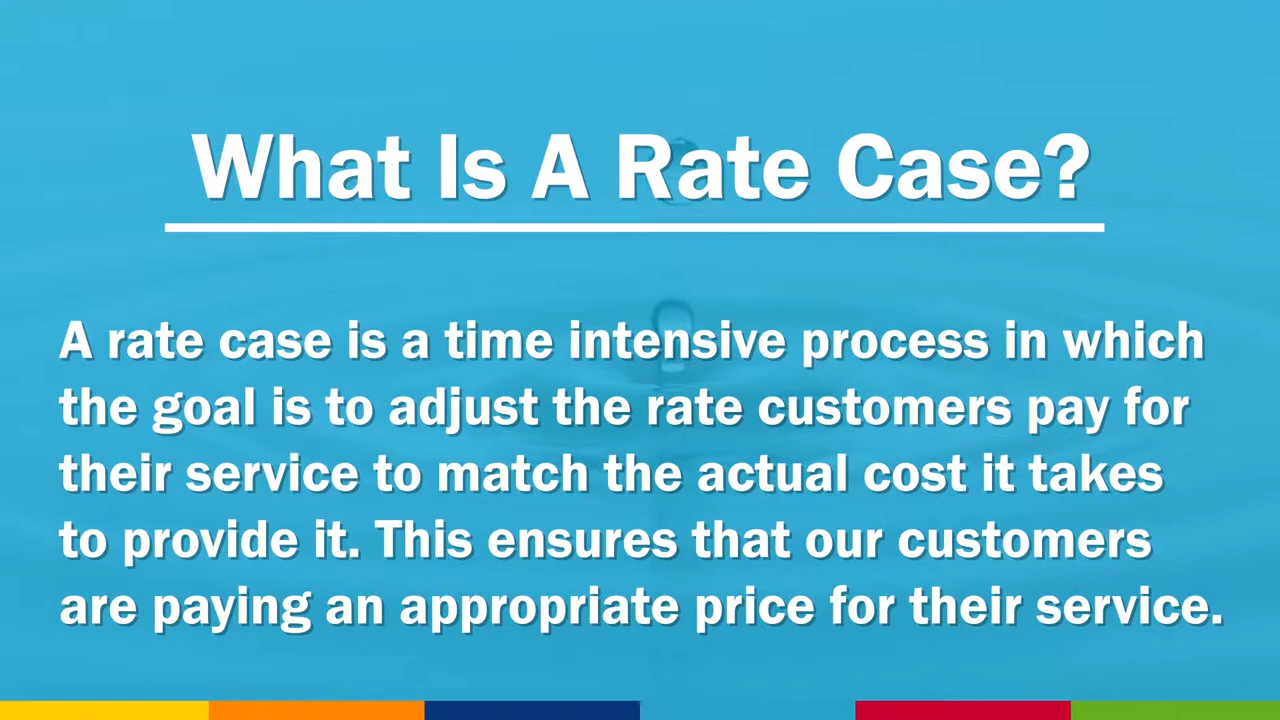 What Is A Rate Case?
A rate case is a time intensive process in which
the goal is to adjust the rate customers pay for
their service to match the actual cost it takes
to provide it. This ensures that our customers
are paying an appropriate price for their service.